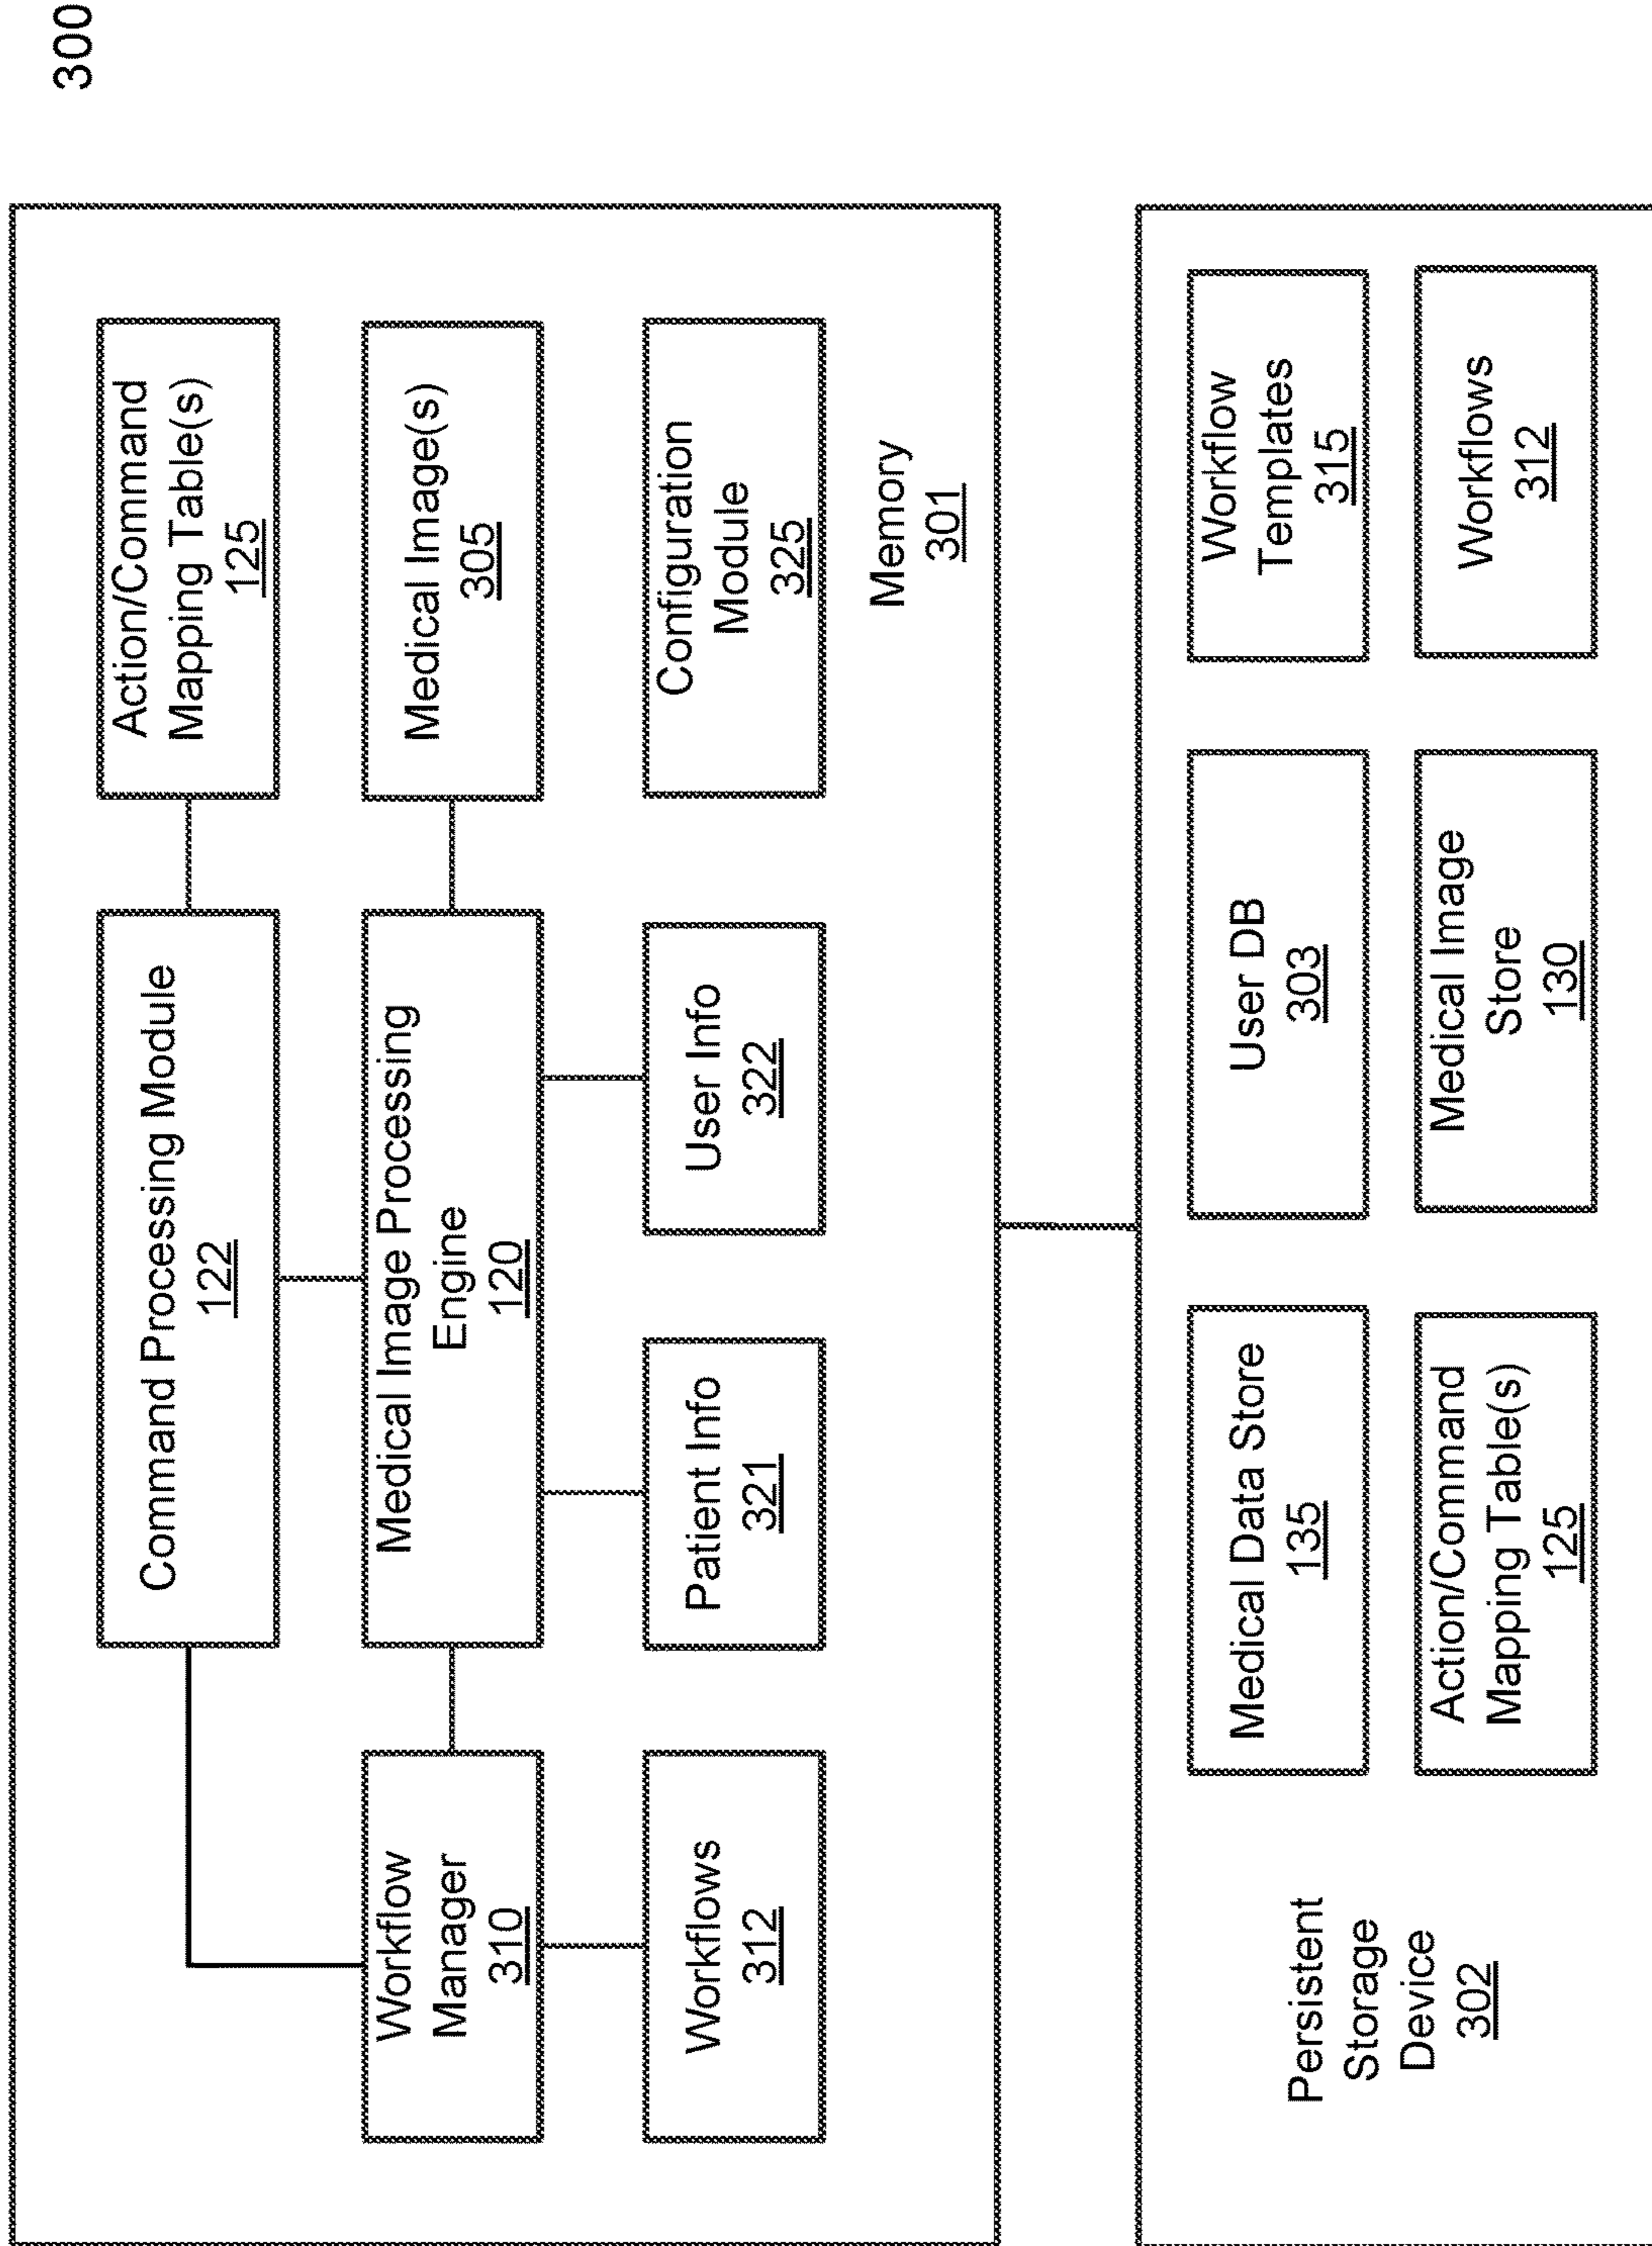 300
Command Processing Module
122
Action/Command
Mapping Table(s)
125
Workflow
Manager
310
Medical Image Processing
Engine
120
Medical Image(s)
305
Workflows
312
Patient Info
321
User Info
322
Configuration
Module
325
Memory
301
Persistent
Storage
Device
302
Medical Data Store
135
User DB
303
Workflow
Templates
315
Action/Command
Mapping Table(s)
125
Medical Image
Store
130
Workflows
312